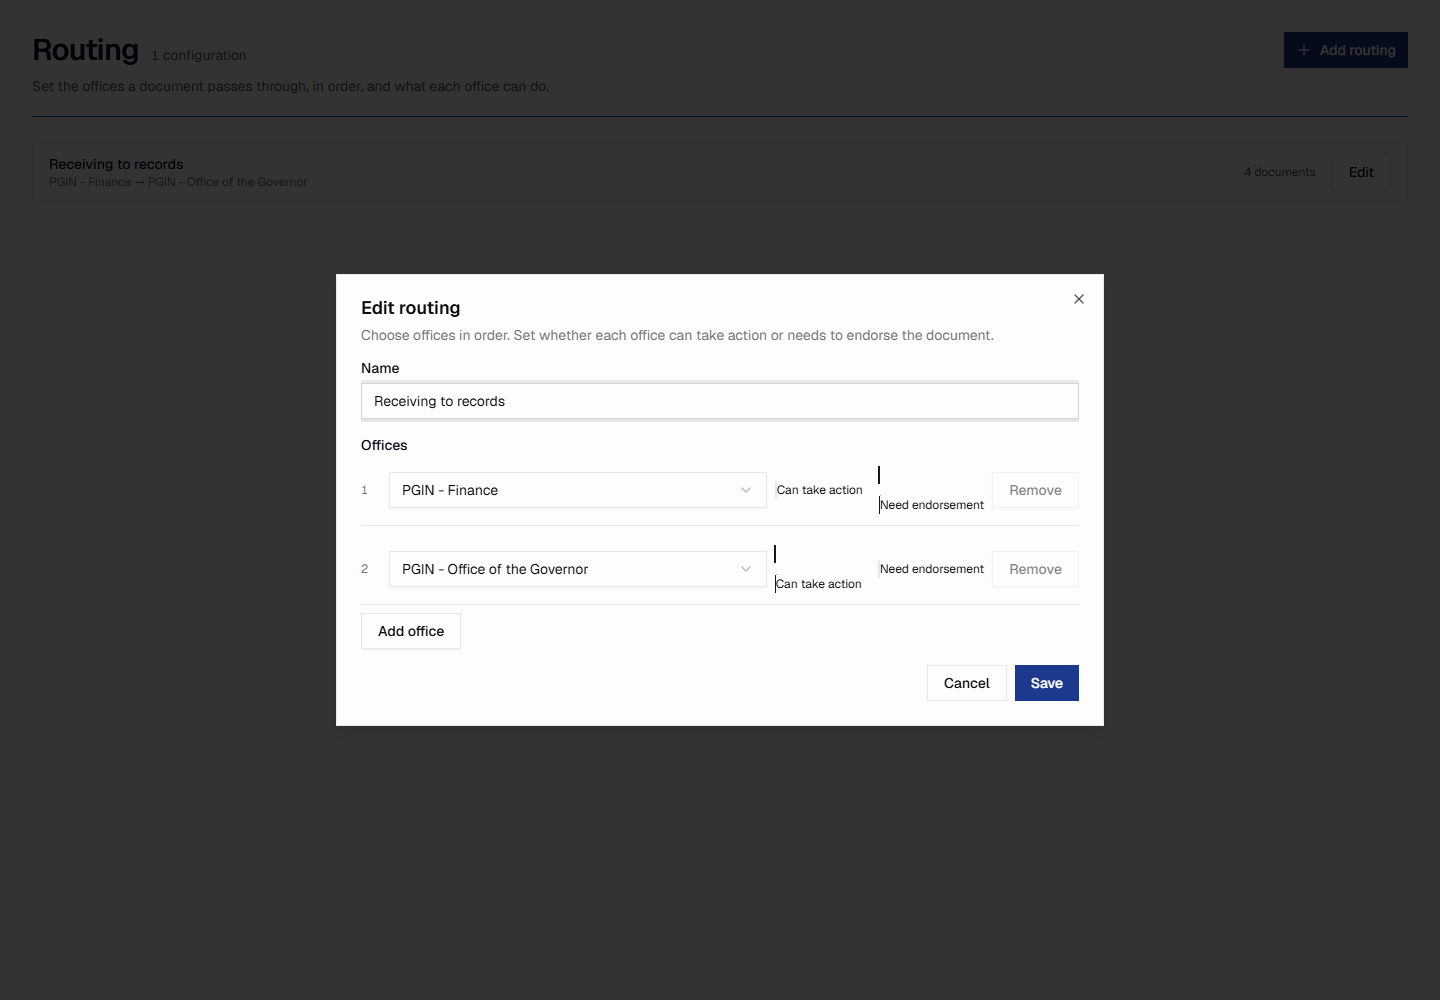 Routing 1 configuration
Add routing
Set the offices a document passes through, in order, and what each office can do.
Receiving to records
PGIN - Finance → PGIN - Office of the Governor
4 documents
Edit
Edit routing
Choose offices in order. Set whether each office can take action or needs to endorse the document.
Name
Receiving to records
Offices
1 PGIN - Finance Can take action Need endorsement Remove
2 PGIN - Office of the Governor Can take action Need endorsement Remove
Add office
Cancel Save